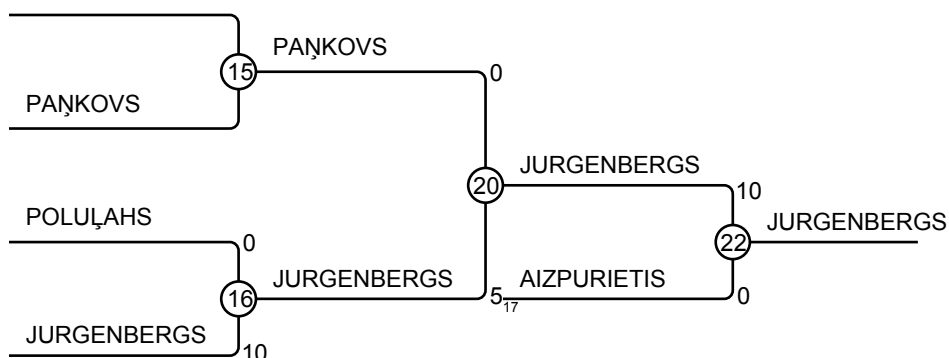 PAŅKOVS
15
0
PAŅKOVS
JURGENBERGS
20
10
POLUĻAHS
JURGENBERGS
0
22
JURGENBERGS
AIZPURIETIS
16
5
17
0
JURGENBERGS
10